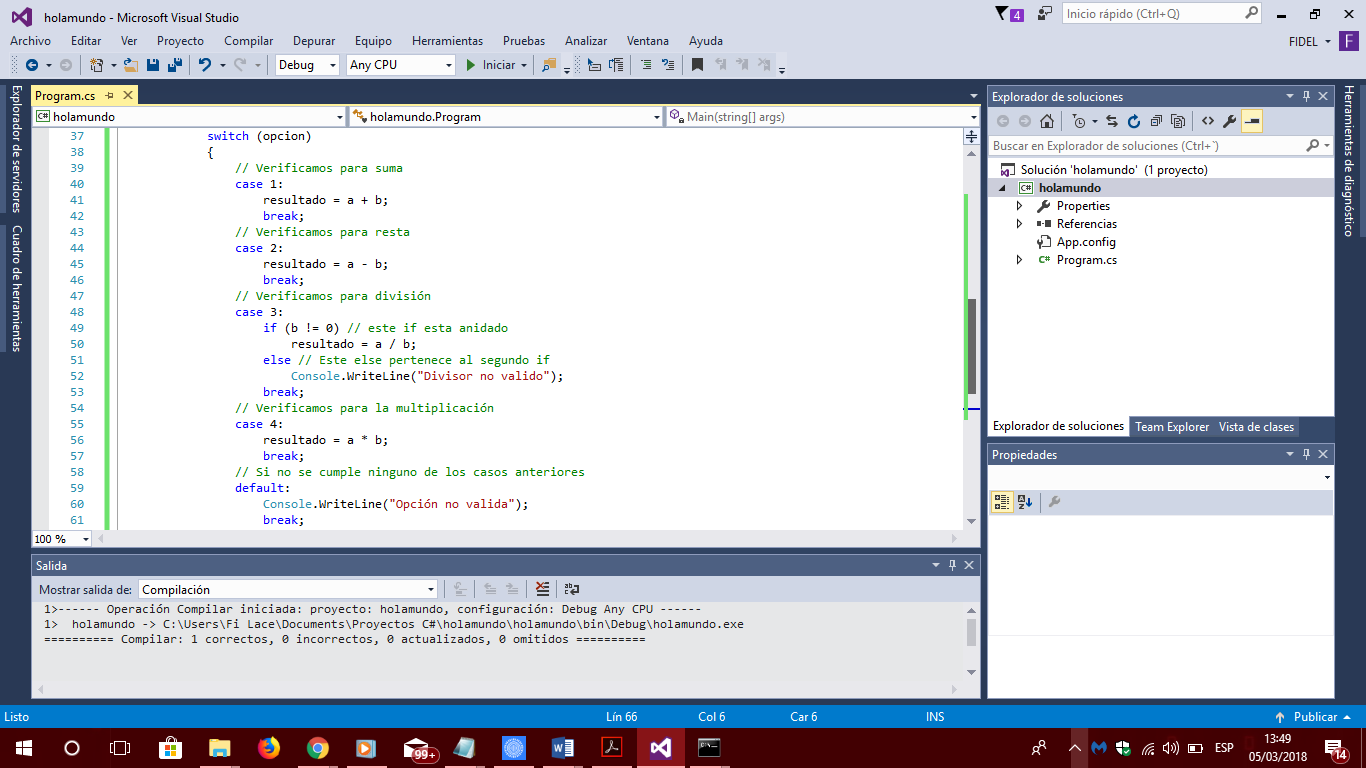 holamundo - Microsoft Visual Studio
4
Inicio rápido (Ctrl+Q)
Archivo Editar Ver Proyecto Compilar Depurar Equipo Herramientas Pruebas Analizar Ventana Ayuda
FIDEL F
Debug Any CPU Iniciar
Explorador de servidores
Cuadro de herramientas
Program.cs
C# holamundo holamundo.Program Main(string[] args)
37 switch (opcion)
38 {
39 // Verificamos para suma
40 case 1:
41 resultado = a + b;
42 break;
43 // Verificamos para resta
44 case 2:
45 resultado = a - b;
46 break;
47 // Verificamos para división
48 case 3:
49 if (b != 0) // este if esta anidado
50 resultado = a / b;
51 else // Este else pertenece al segundo if
52 Console.WriteLine("Divisor no valido");
53 break;
54 // Verificamos para la multiplicación
55 case 4:
56 resultado = a * b;
57 break;
58 // Si no se cumple ninguno de los casos anteriores
59 default:
60 Console.WriteLine("Opción no valida");
61 break;
100 %
Salida
Mostrar salida de: Compilación
1>------ Operación Compilar iniciada: proyecto: holamundo, configuración: Debug Any CPU ------
1>  holamundo -> C:\Users\Fi Lace\Documents\Proyectos C#\holamundo\holamundo\bin\Debug\holamundo.exe
========== Compilar: 1 correctos, 0 incorrectos, 0 actualizados, 0 omitidos ==========
Explorador de soluciones
Buscar en Explorador de soluciones (Ctrl+`)
Solución 'holamundo' (1 proyecto)
C# holamundo
Properties
Referencias
App.config
C# Program.cs
Explorador de soluciones Team Explorer Vista de clases
Propiedades
Herramientas de diagnóstico
Listo Lín 66 Col 6 Car 6 INS Publicar
99+
ESP
13:49
05/03/2018
14